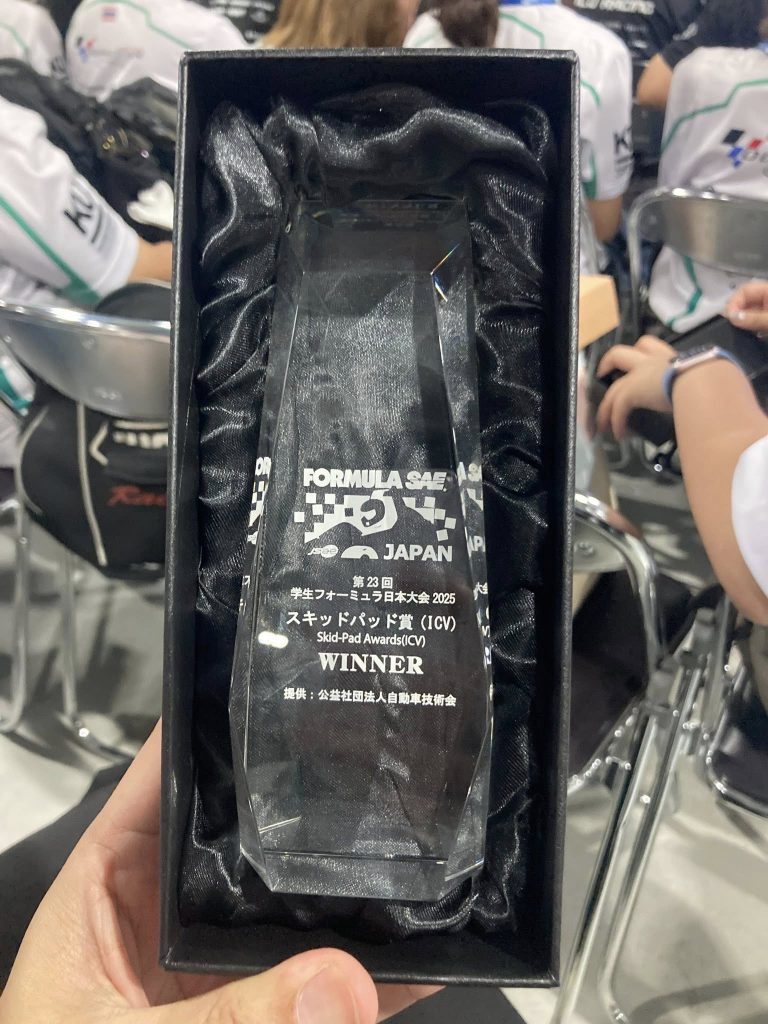 FORMULA SAE
JSAE JAPAN
第23回
学生フォーミュラ日本大会 2025
スキッドパッド賞（ICV）
Skid-Pad Awards(ICV)
WINNER
提供：公益社団法人自動車技術会